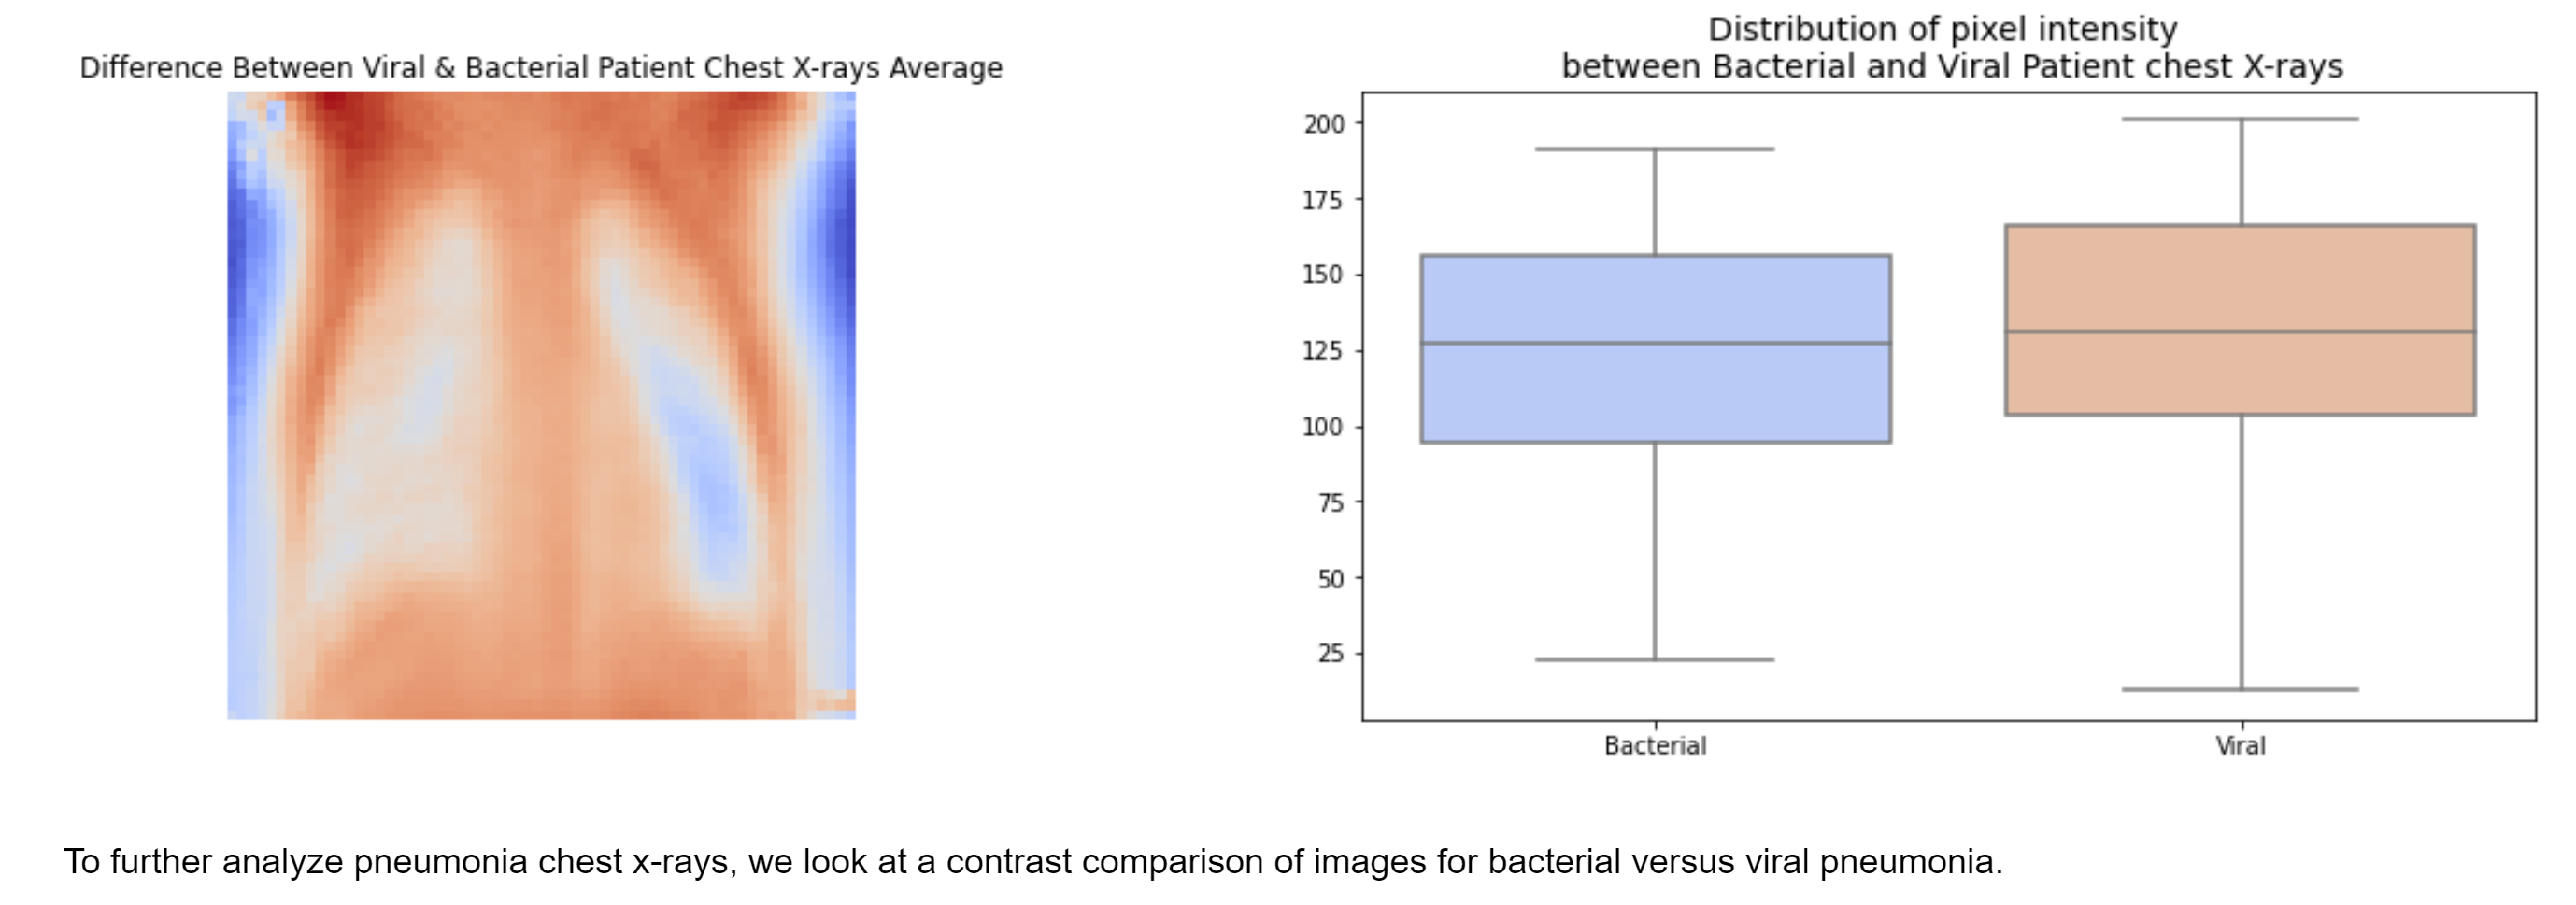 Difference Between Viral & Bacterial Patient Chest X-rays Average
Distribution of pixel intensity
between Bacterial and Viral Patient chest X-rays
200
175
150
125
100
75
50
25
Bacterial
Viral
To further analyze pneumonia chest x-rays, we look at a contrast comparison of images for bacterial versus viral pneumonia.